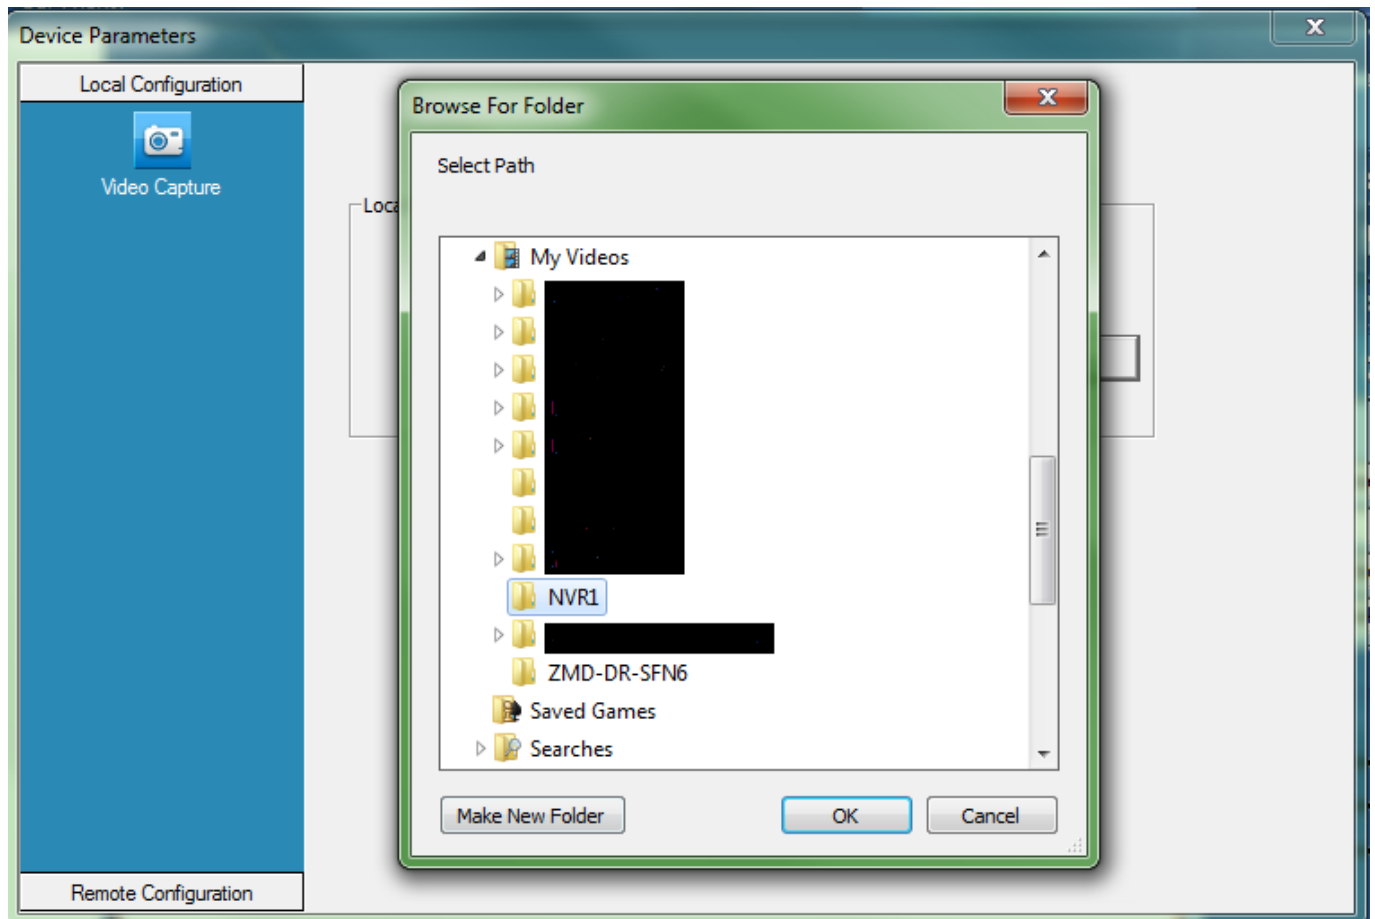 Device Parameters
Local Configuration
Video Capture
Browse For Folder
Select Path
My Videos
NVR1
ZMD-DR-SFN6
Saved Games
Searches
Make New Folder
OK
Cancel
Remote Configuration